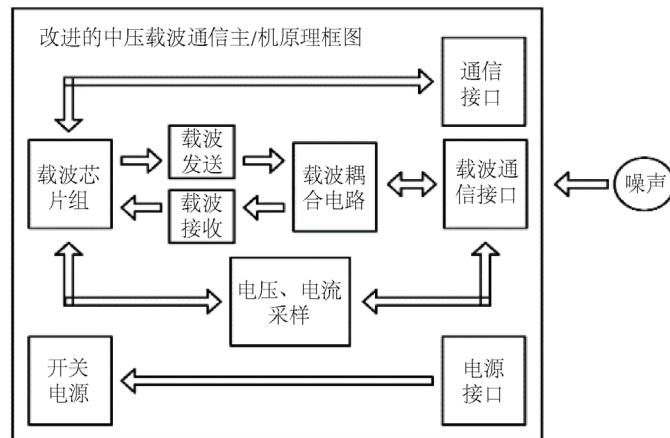 改进的中压载波通信主/机原理框图
通信
接口
载波
发送
载波芯
片组
载波耦
合电路
载波通
信接口
噪声
载波
接收
电压、电流
采样
开关
电源
电源
接口